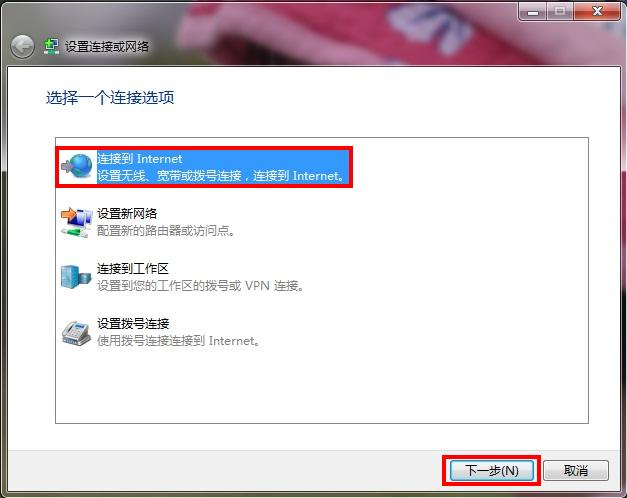 设置连接或网络
选择一个连接选项
连接到 Internet
设置无线、宽带或拨号连接，连接到 Internet。
设置新网络
配置新的路由器或访问点。
连接到工作区
设置到您的工作区的拨号或 VPN 连接。
设置拨号连接
使用拨号连接连接到 Internet。
下一步(N)
取消